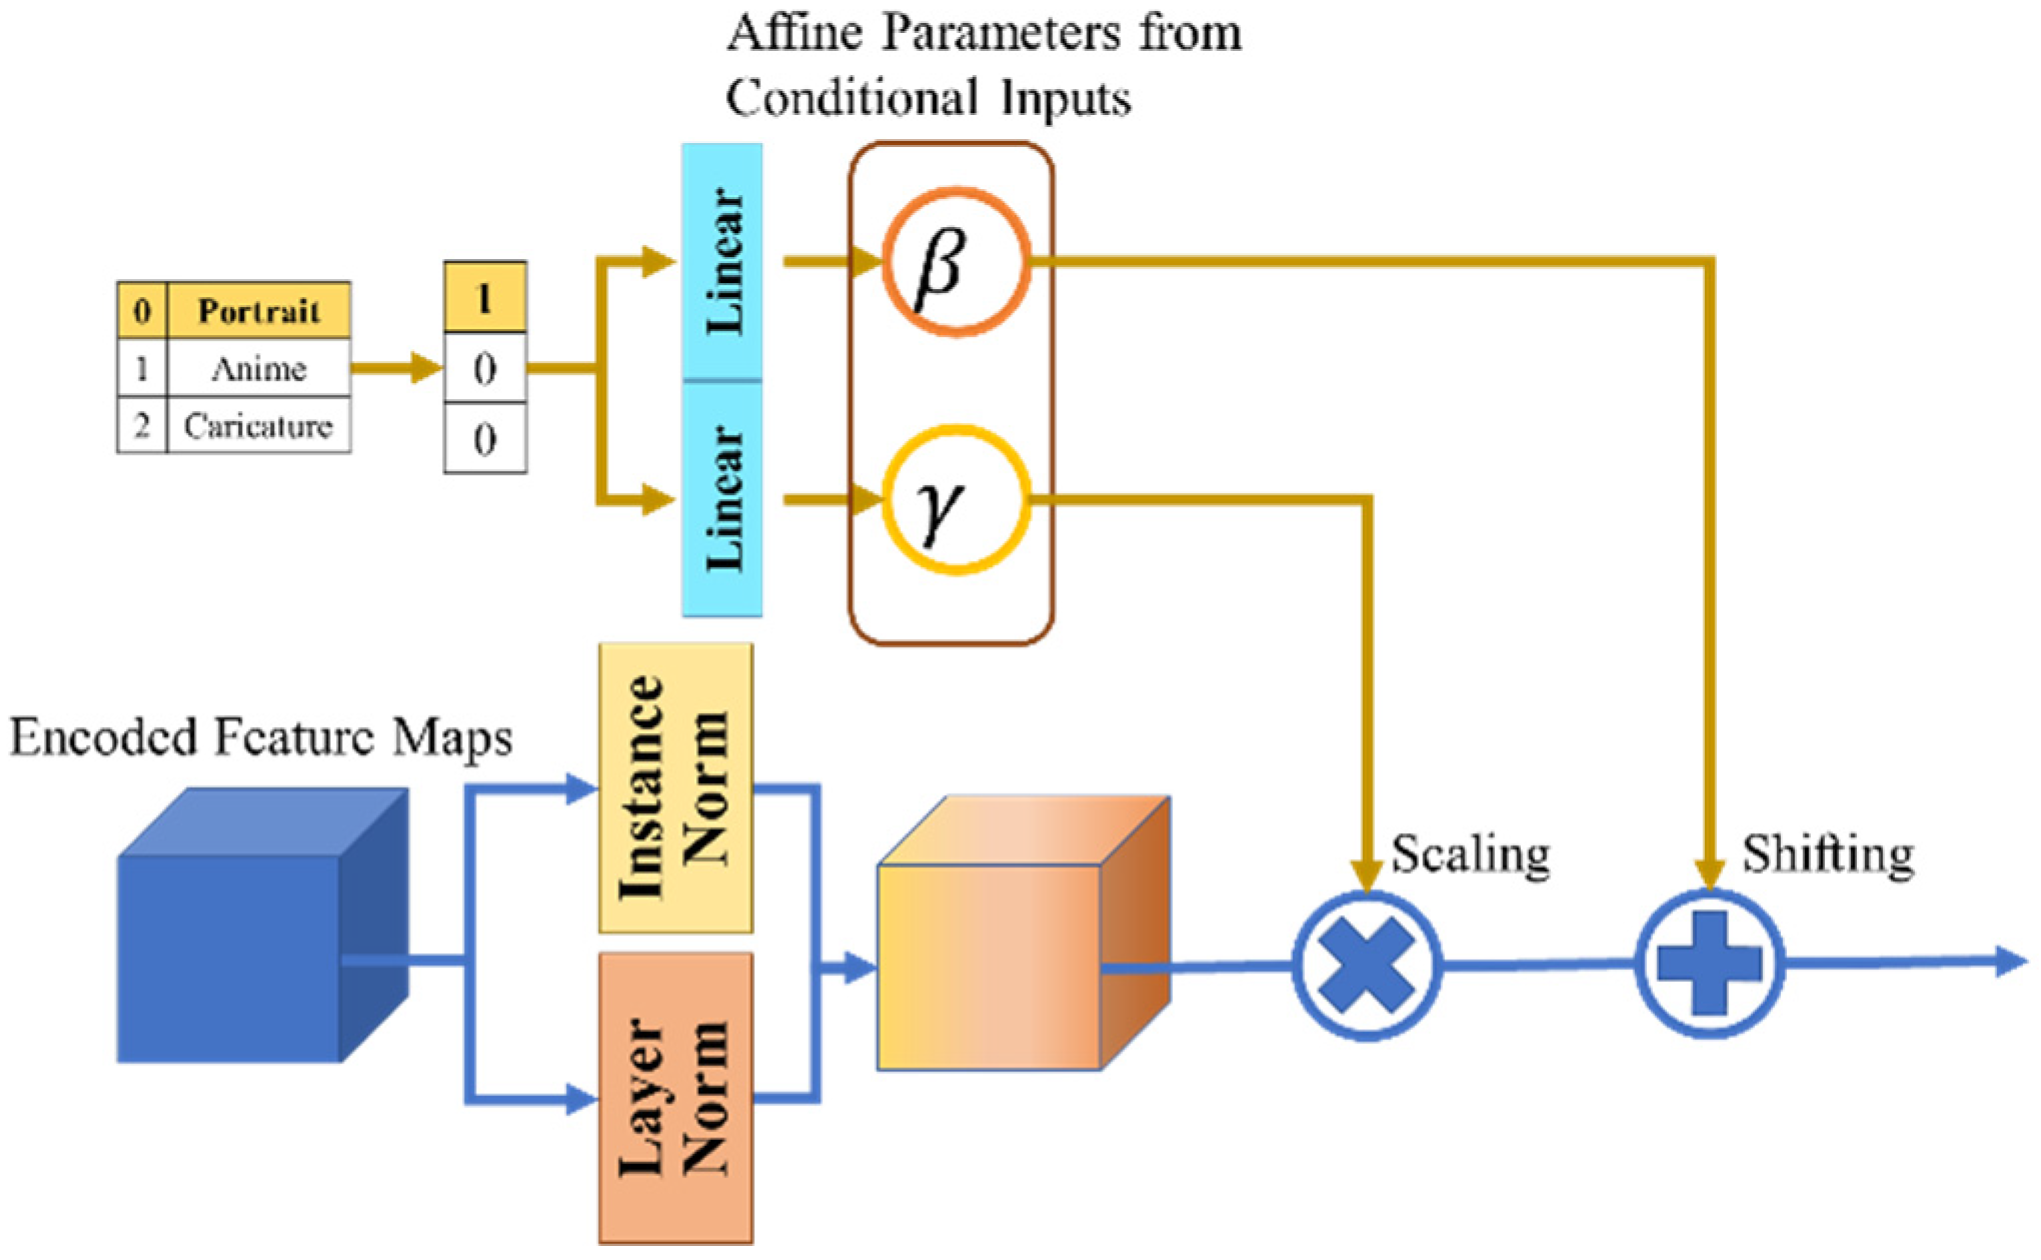 Affine Parameters from
Conditional Inputs
0 Portrait
1 Anime
2 Caricature
1
0
0
Linear
Linear
β
γ
Encoded Feature Maps
Instance
Norm
Layer
Norm
Scaling
Shifting